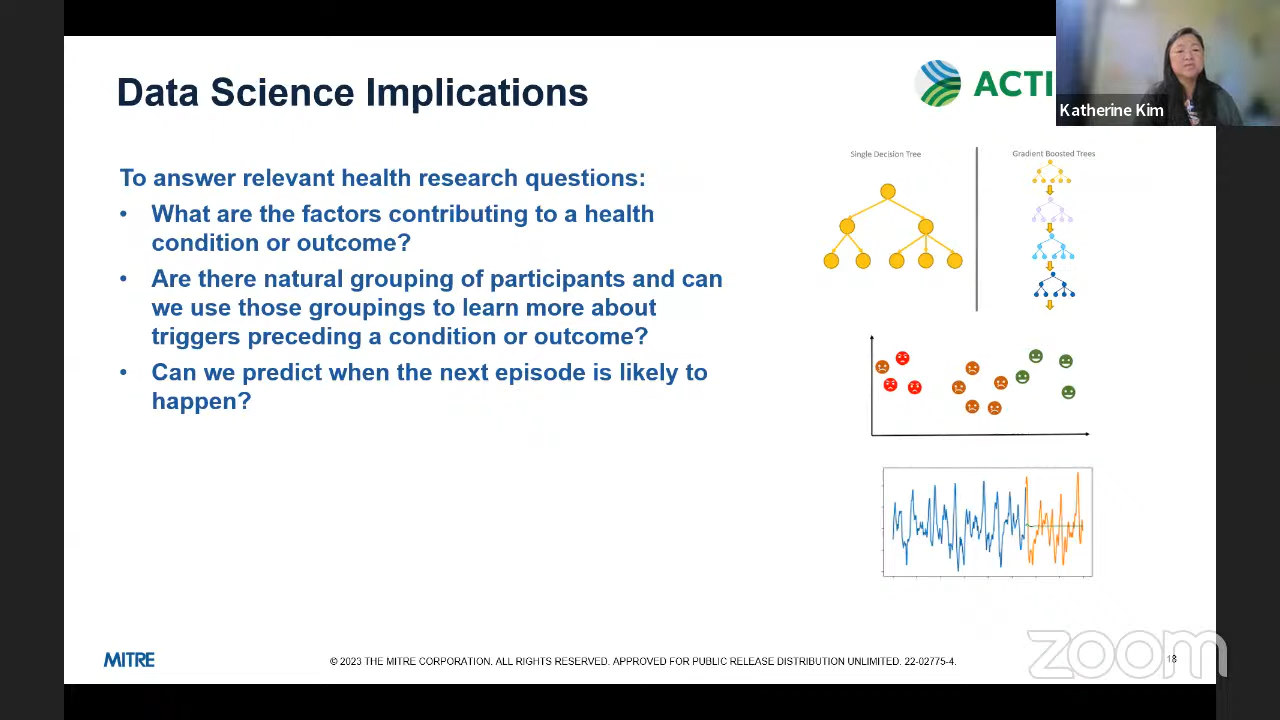 Data Science Implications
ACTI
Katherine Kim
To answer relevant health research questions:
• What are the factors contributing to a health
condition or outcome?
• Are there natural grouping of participants and can
we use those groupings to learn more about
triggers preceding a condition or outcome?
• Can we predict when the next episode is likely to
happen?
Single Decision Tree
Gradient Boosted Trees
MITRE
© 2023 THE MITRE CORPORATION. ALL RIGHTS RESERVED. APPROVED FOR PUBLIC RELEASE DISTRIBUTION UNLIMITED. 22-02775-4.
zoom
18